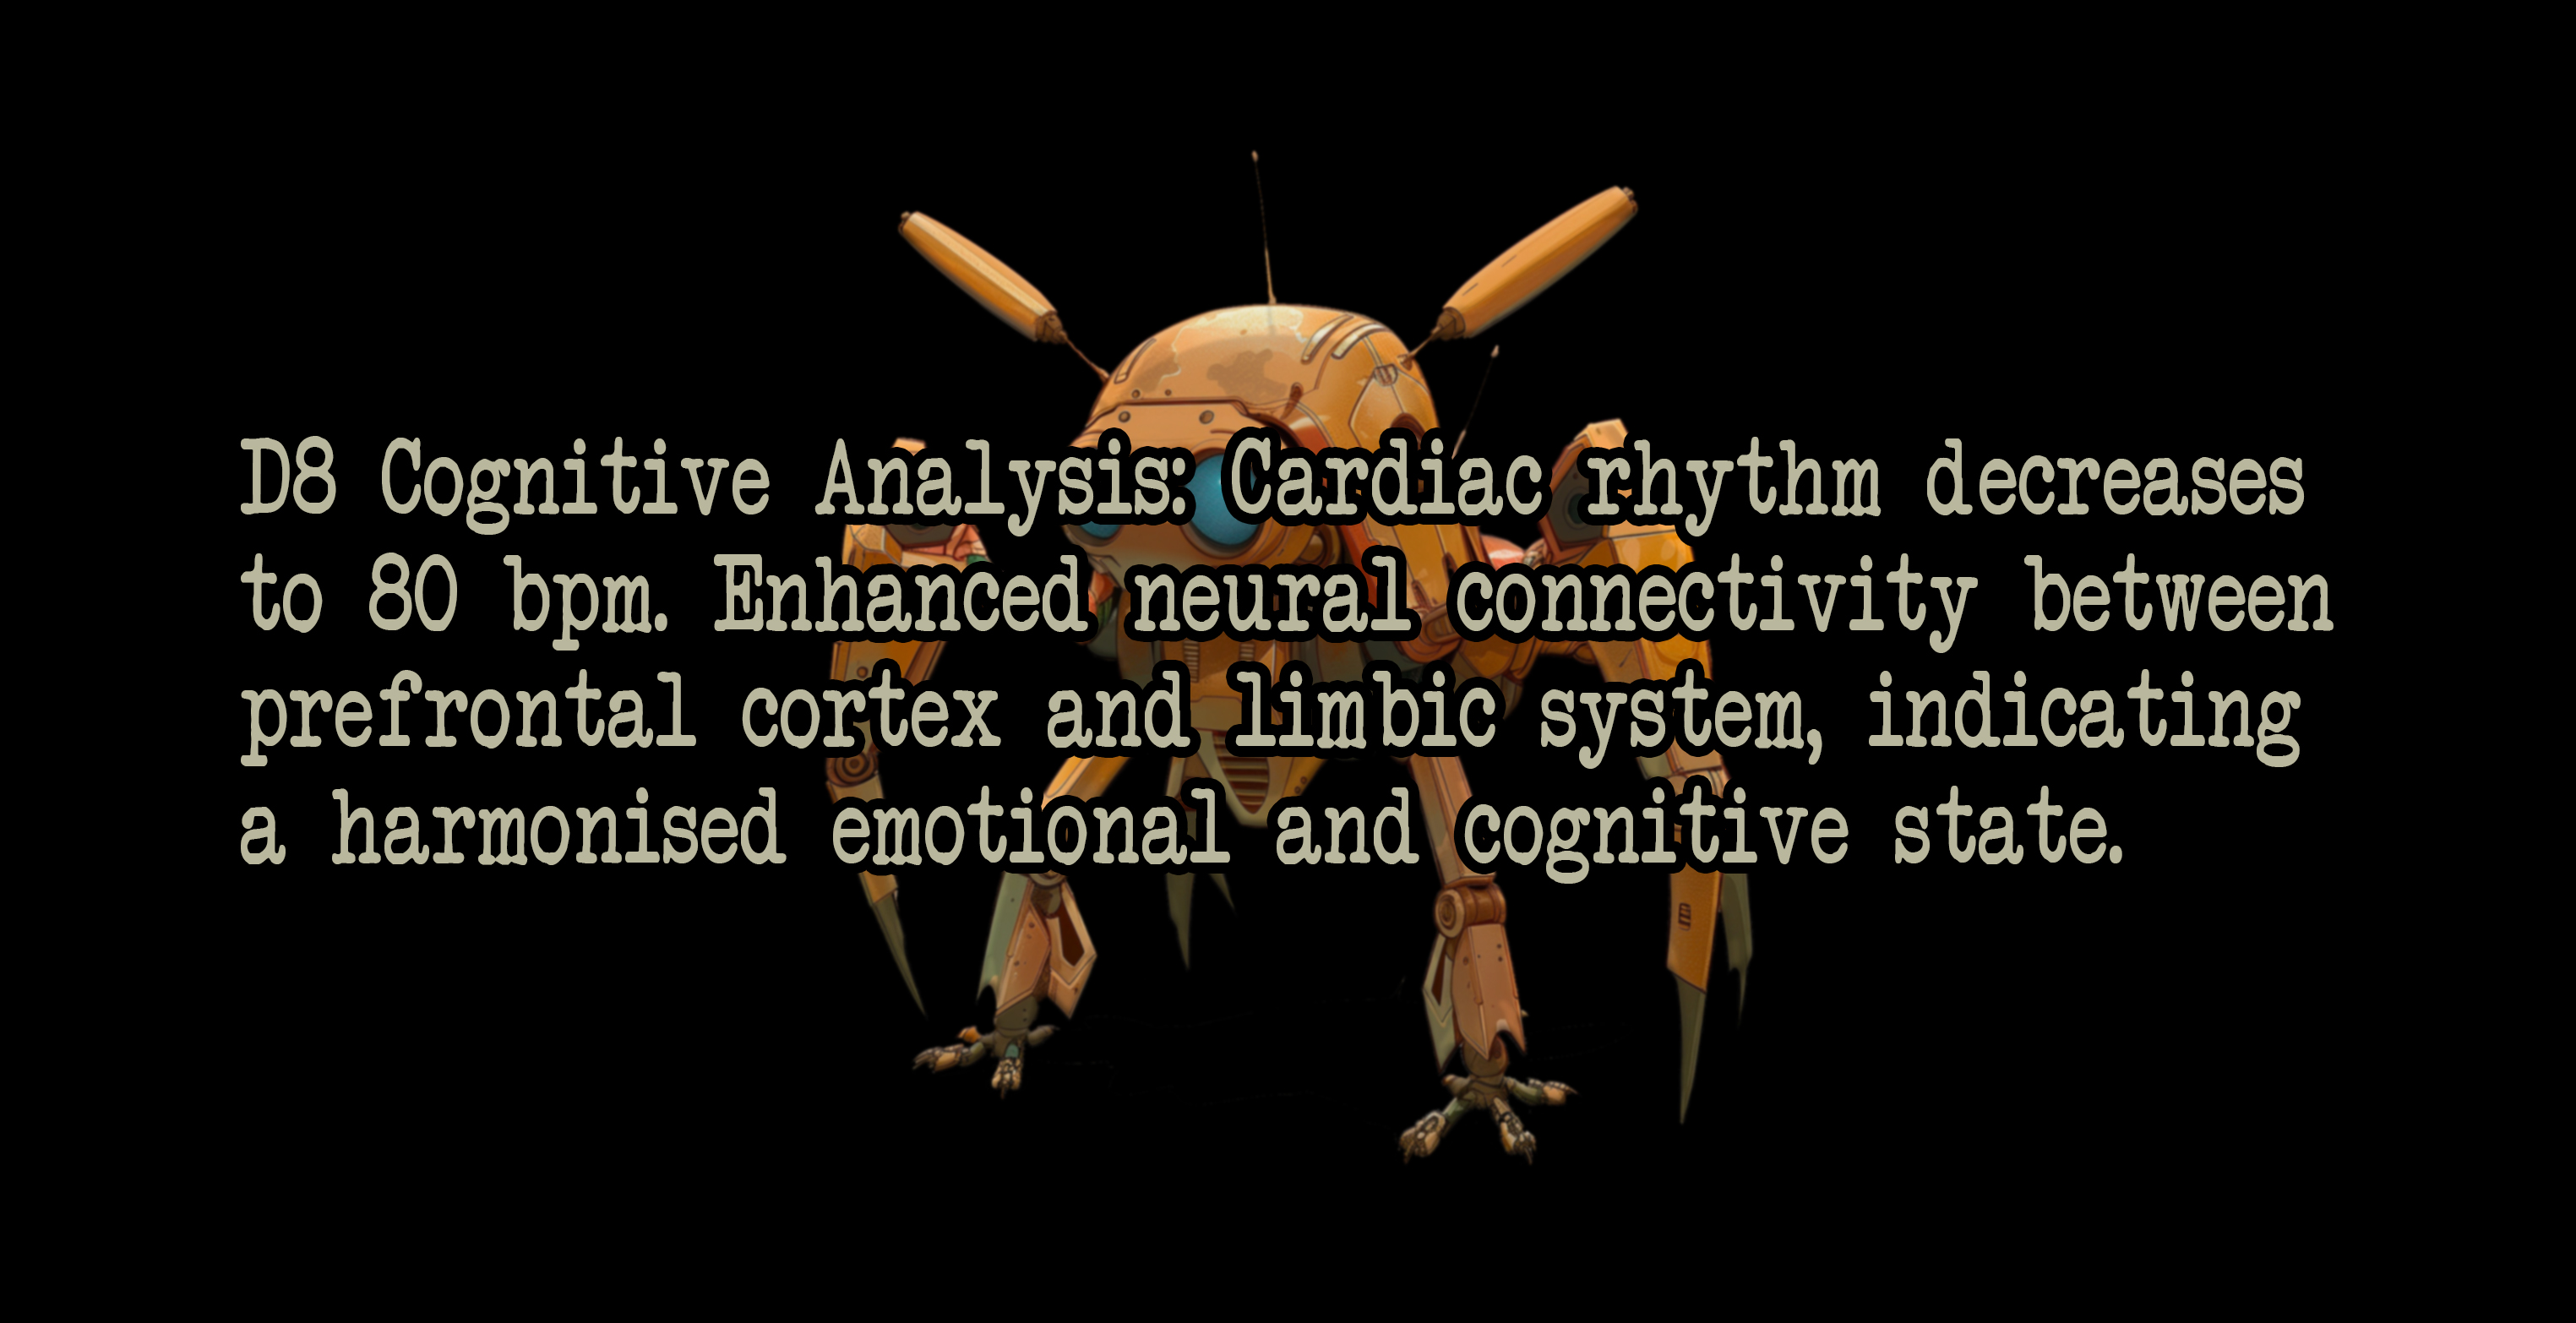 D8 Cognitive Analysis: Cardiac rhythm decreases
to 80 bpm. Enhanced neural connectivity between
prefrontal cortex and limbic system, indicating
a harmonised emotional and cognitive state.